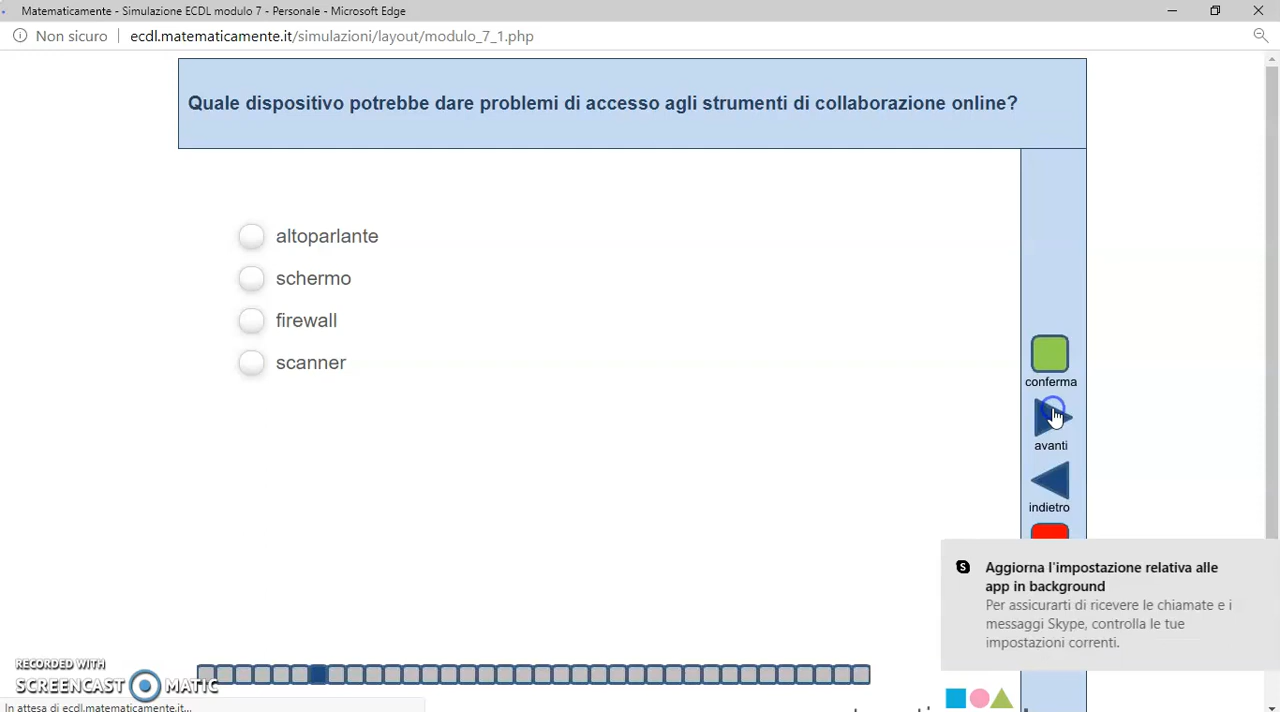 Matematicamente - Simulazione ECDL modulo 7 - Personale - Microsoft Edge
Non sicuro ecdl.matematicamente.it/simulazioni/layout/modulo_7_1.php
Quale dispositivo potrebbe dare problemi di accesso agli strumenti di collaborazione online?
altoparlante
schermo
firewall
scanner
conferma
avanti
indietro
Aggiorna l'impostazione relativa alle
app in background
Per assicurarti di ricevere le chiamate e i
messaggi Skype, controlla le tue
impostazioni correnti.
RECORDED WITH
SCREENCAST MATIC
In attesa di ecdl.matematicamente.it...